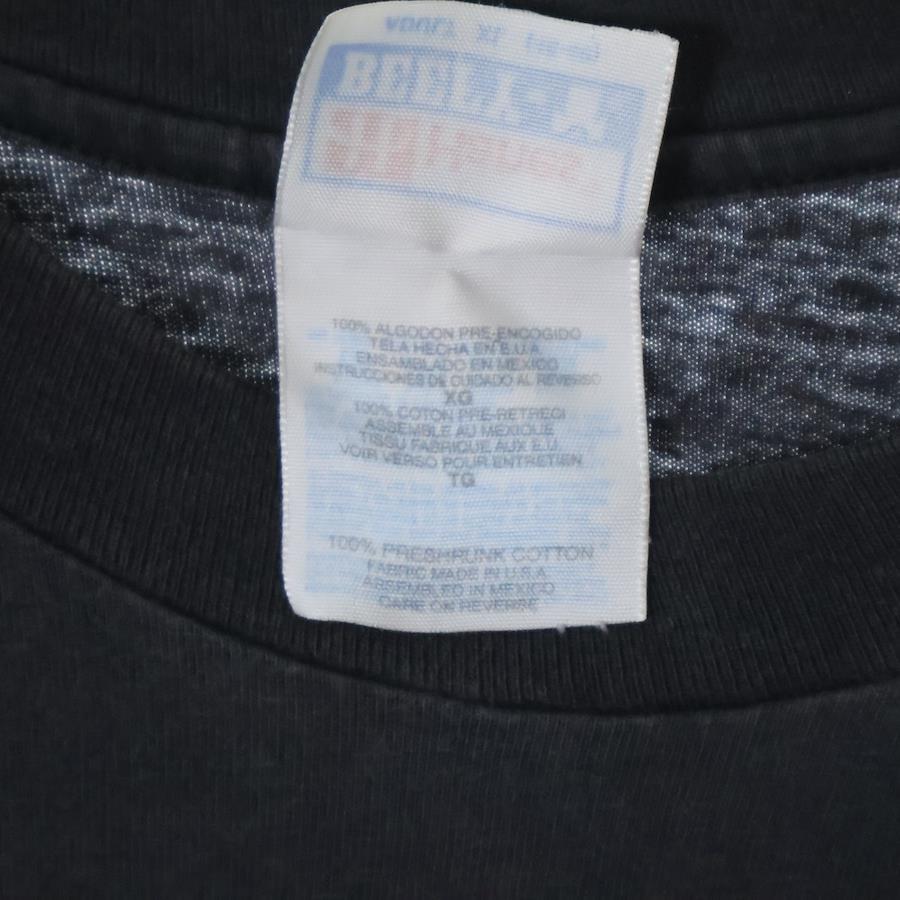 100% ALGODON PRE-ENCOGIDO
TELA HECHA EN E.U.A.
ENSAMBLADO EN MEXICO
INSTRUCCIONES DE CUIDADO AL REVERSO
XG
100% COTON PRE-RETRECI
ASSEMBLE AU MEXIQUE
TISSU FABRIQUE AUX E.U.
VOIR VERSO POUR ENTRETIEN
TG
100% PRESHRUNK COTTON
FABRIC MADE IN U.S.A
ASSEMBLED IN MEXICO
CARE ON REVERSE